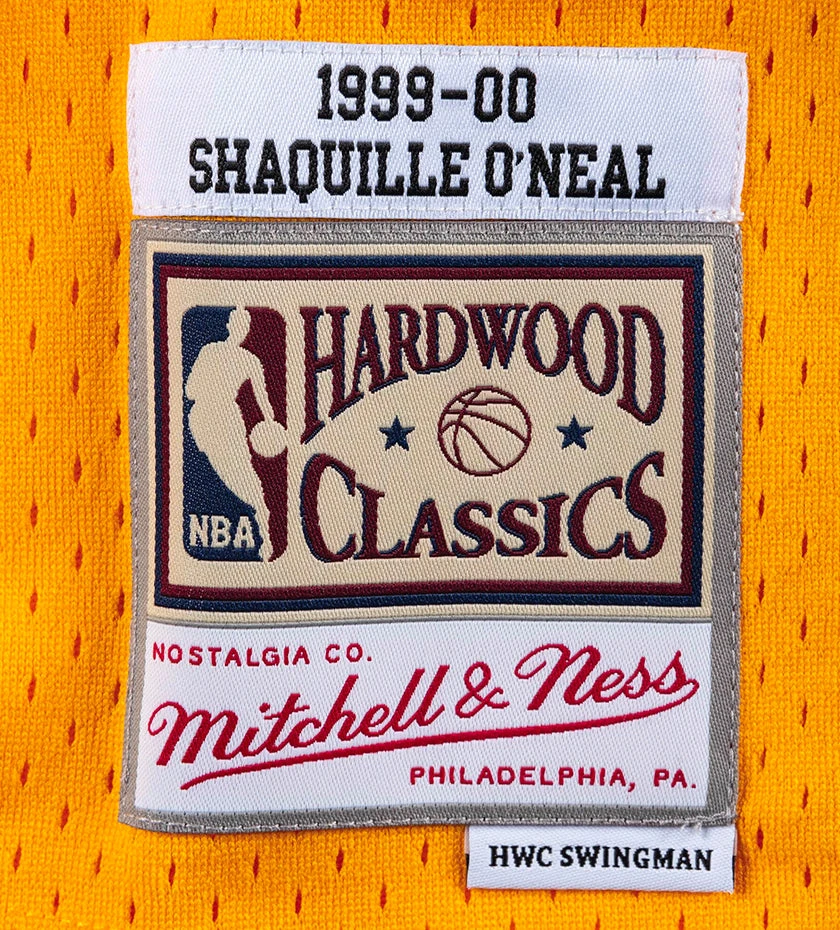 1999-00
SHAQUILLE O'NEAL
HARDWOOD
NBA
CLASSICS
NOSTALGIA CO.
Mitchell & Ness
PHILADELPHIA, PA.
HWC SWINGMAN